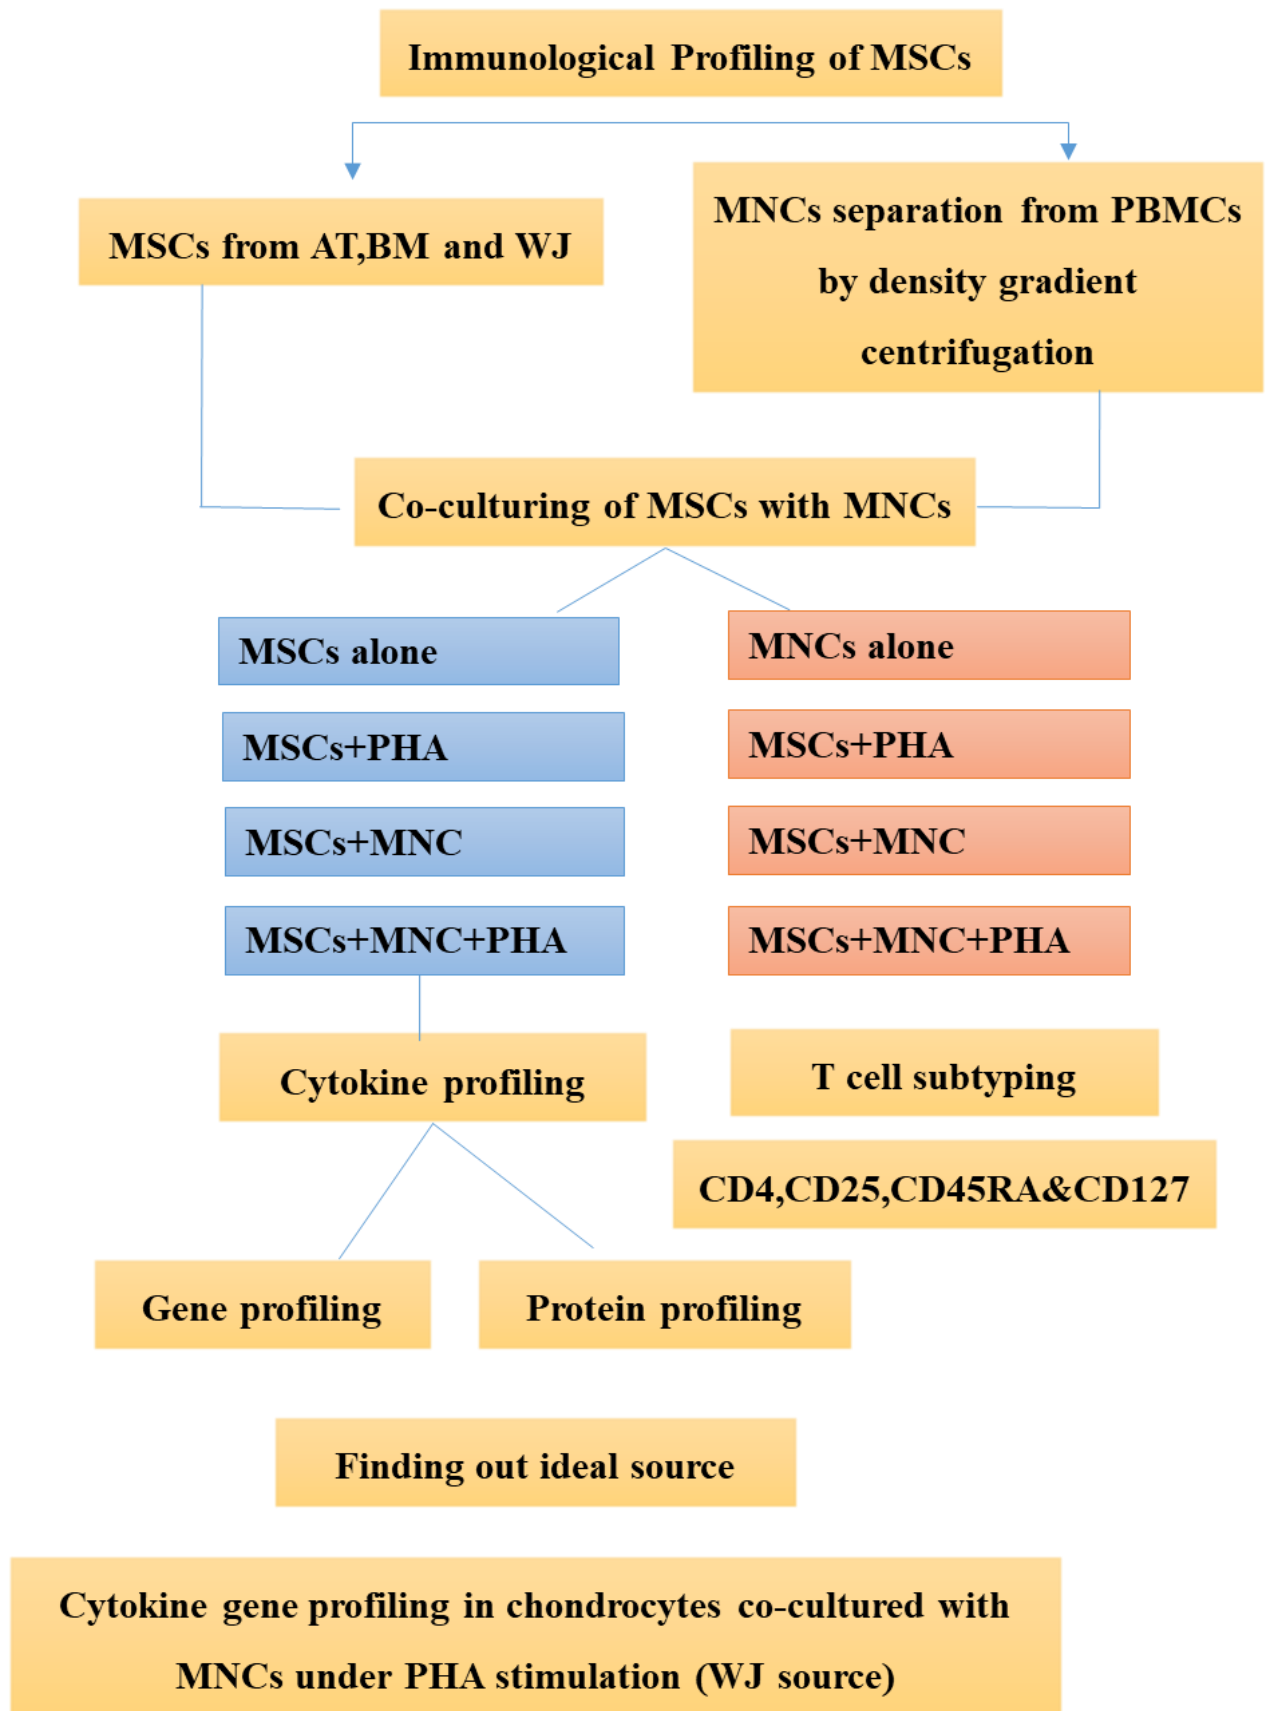 Immunological Profiling of MSCs
MSCs from AT,BM and WJ
MNCs separation from PBMCs
by density gradient
centrifugation
Co-culturing of MSCs with MNCs
MSCs alone
MSCs+PHA
MSCs+MNC
MSCs+MNC+PHA
MNCs alone
MSCs+PHA
MSCs+MNC
MSCs+MNC+PHA
Cytokine profiling
T cell subtyping
CD4,CD25,CD45RA&CD127
Gene profiling
Protein profiling
Finding out ideal source
Cytokine gene profiling in chondrocytes co-cultured with
MNCs under PHA stimulation (WJ source)